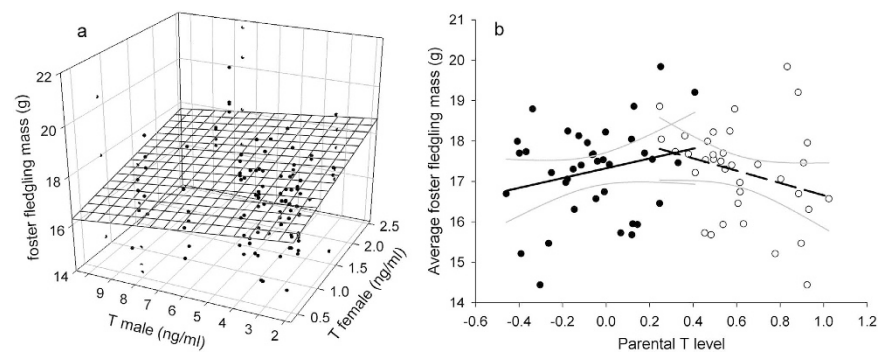 a
foster fledgling mass (g)
22
20
18
16
14
9 8 7 6 5 4 3 2
T male (ng/ml)
0.5 1.0 1.5 2.0 2.5
T female (ng/ml)
b
Average foster fledgling mass (g)
21
20
19
18
17
16
15
14
-0.6 -0.4 -0.2 0.0 0.2 0.4 0.6 0.8 1.0 1.2
Parental T level